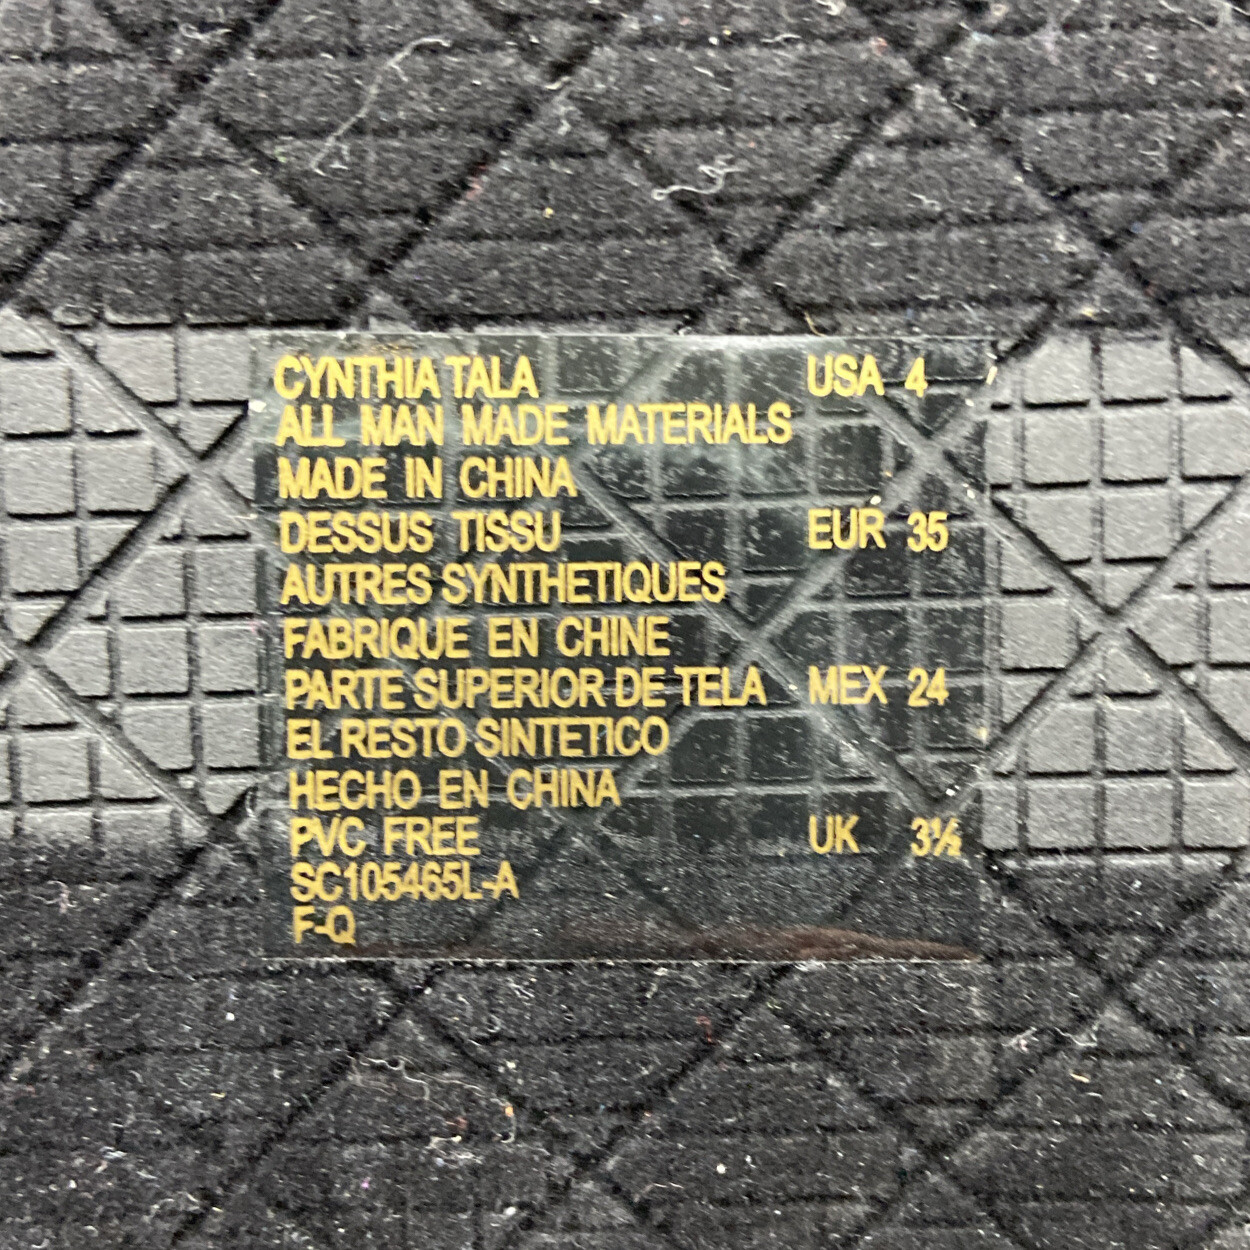 CYNTHIA TALA USA 4
ALL MAN MADE MATERIALS
MADE IN CHINA
DESSUS TISSU EUR 35
AUTRES SYNTHETIQUES
FABRIQUE EN CHINE
PARTE SUPERIOR DE TELA MEX 24
EL RESTO SINTETICO
HECHO EN CHINA
PVC FREE UK 3½
SC105465L-A
F-Q